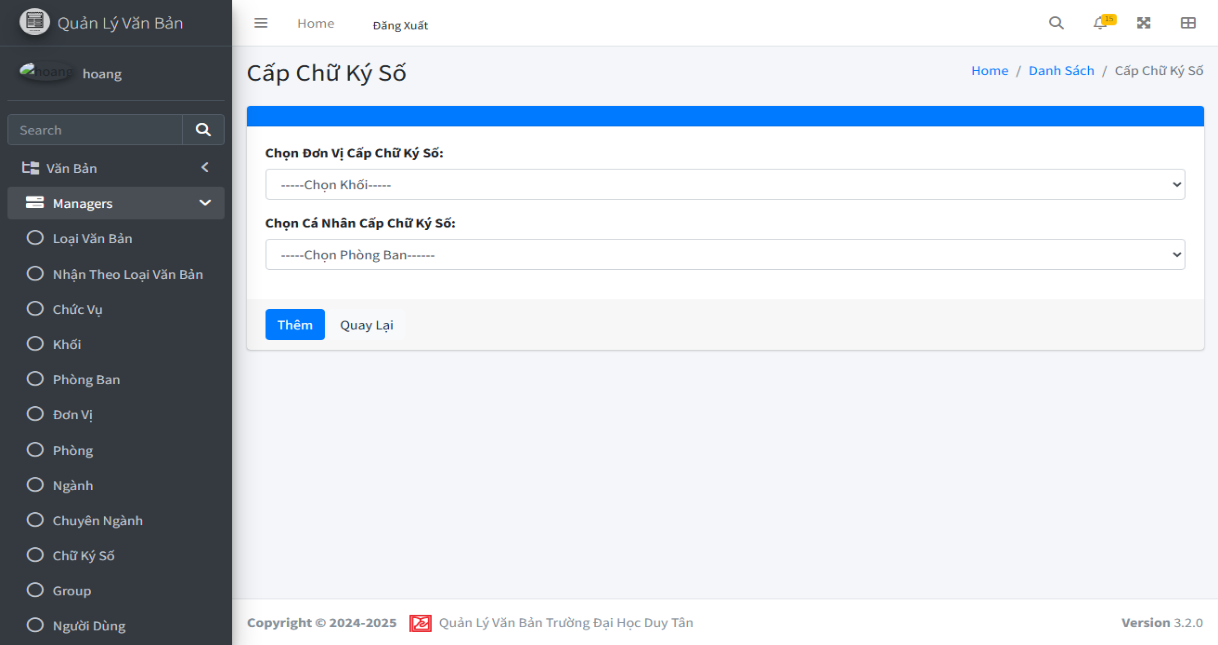 Quản Lý Văn Bản
Home
Đăng Xuất
15
hoang
hoang
Cấp Chữ Ký Số
Home / Danh Sách / Cấp Chữ Ký Số
Search
Văn Bản
Managers
Loại Văn Bản
Nhận Theo Loại Văn Bản
Chức Vụ
Khối
Phòng Ban
Đơn Vị
Phòng
Ngành
Chuyên Ngành
Chữ Ký Số
Group
Người Dùng
Chọn Đơn Vị Cấp Chữ Ký Số:
-----Chọn Khối-----
Chọn Cá Nhân Cấp Chữ Ký Số:
-----Chọn Phòng Ban------
Thêm
Quay Lại
Copyright © 2024-2025 Quản Lý Văn Bản Trường Đại Học Duy Tân
Version 3.2.0